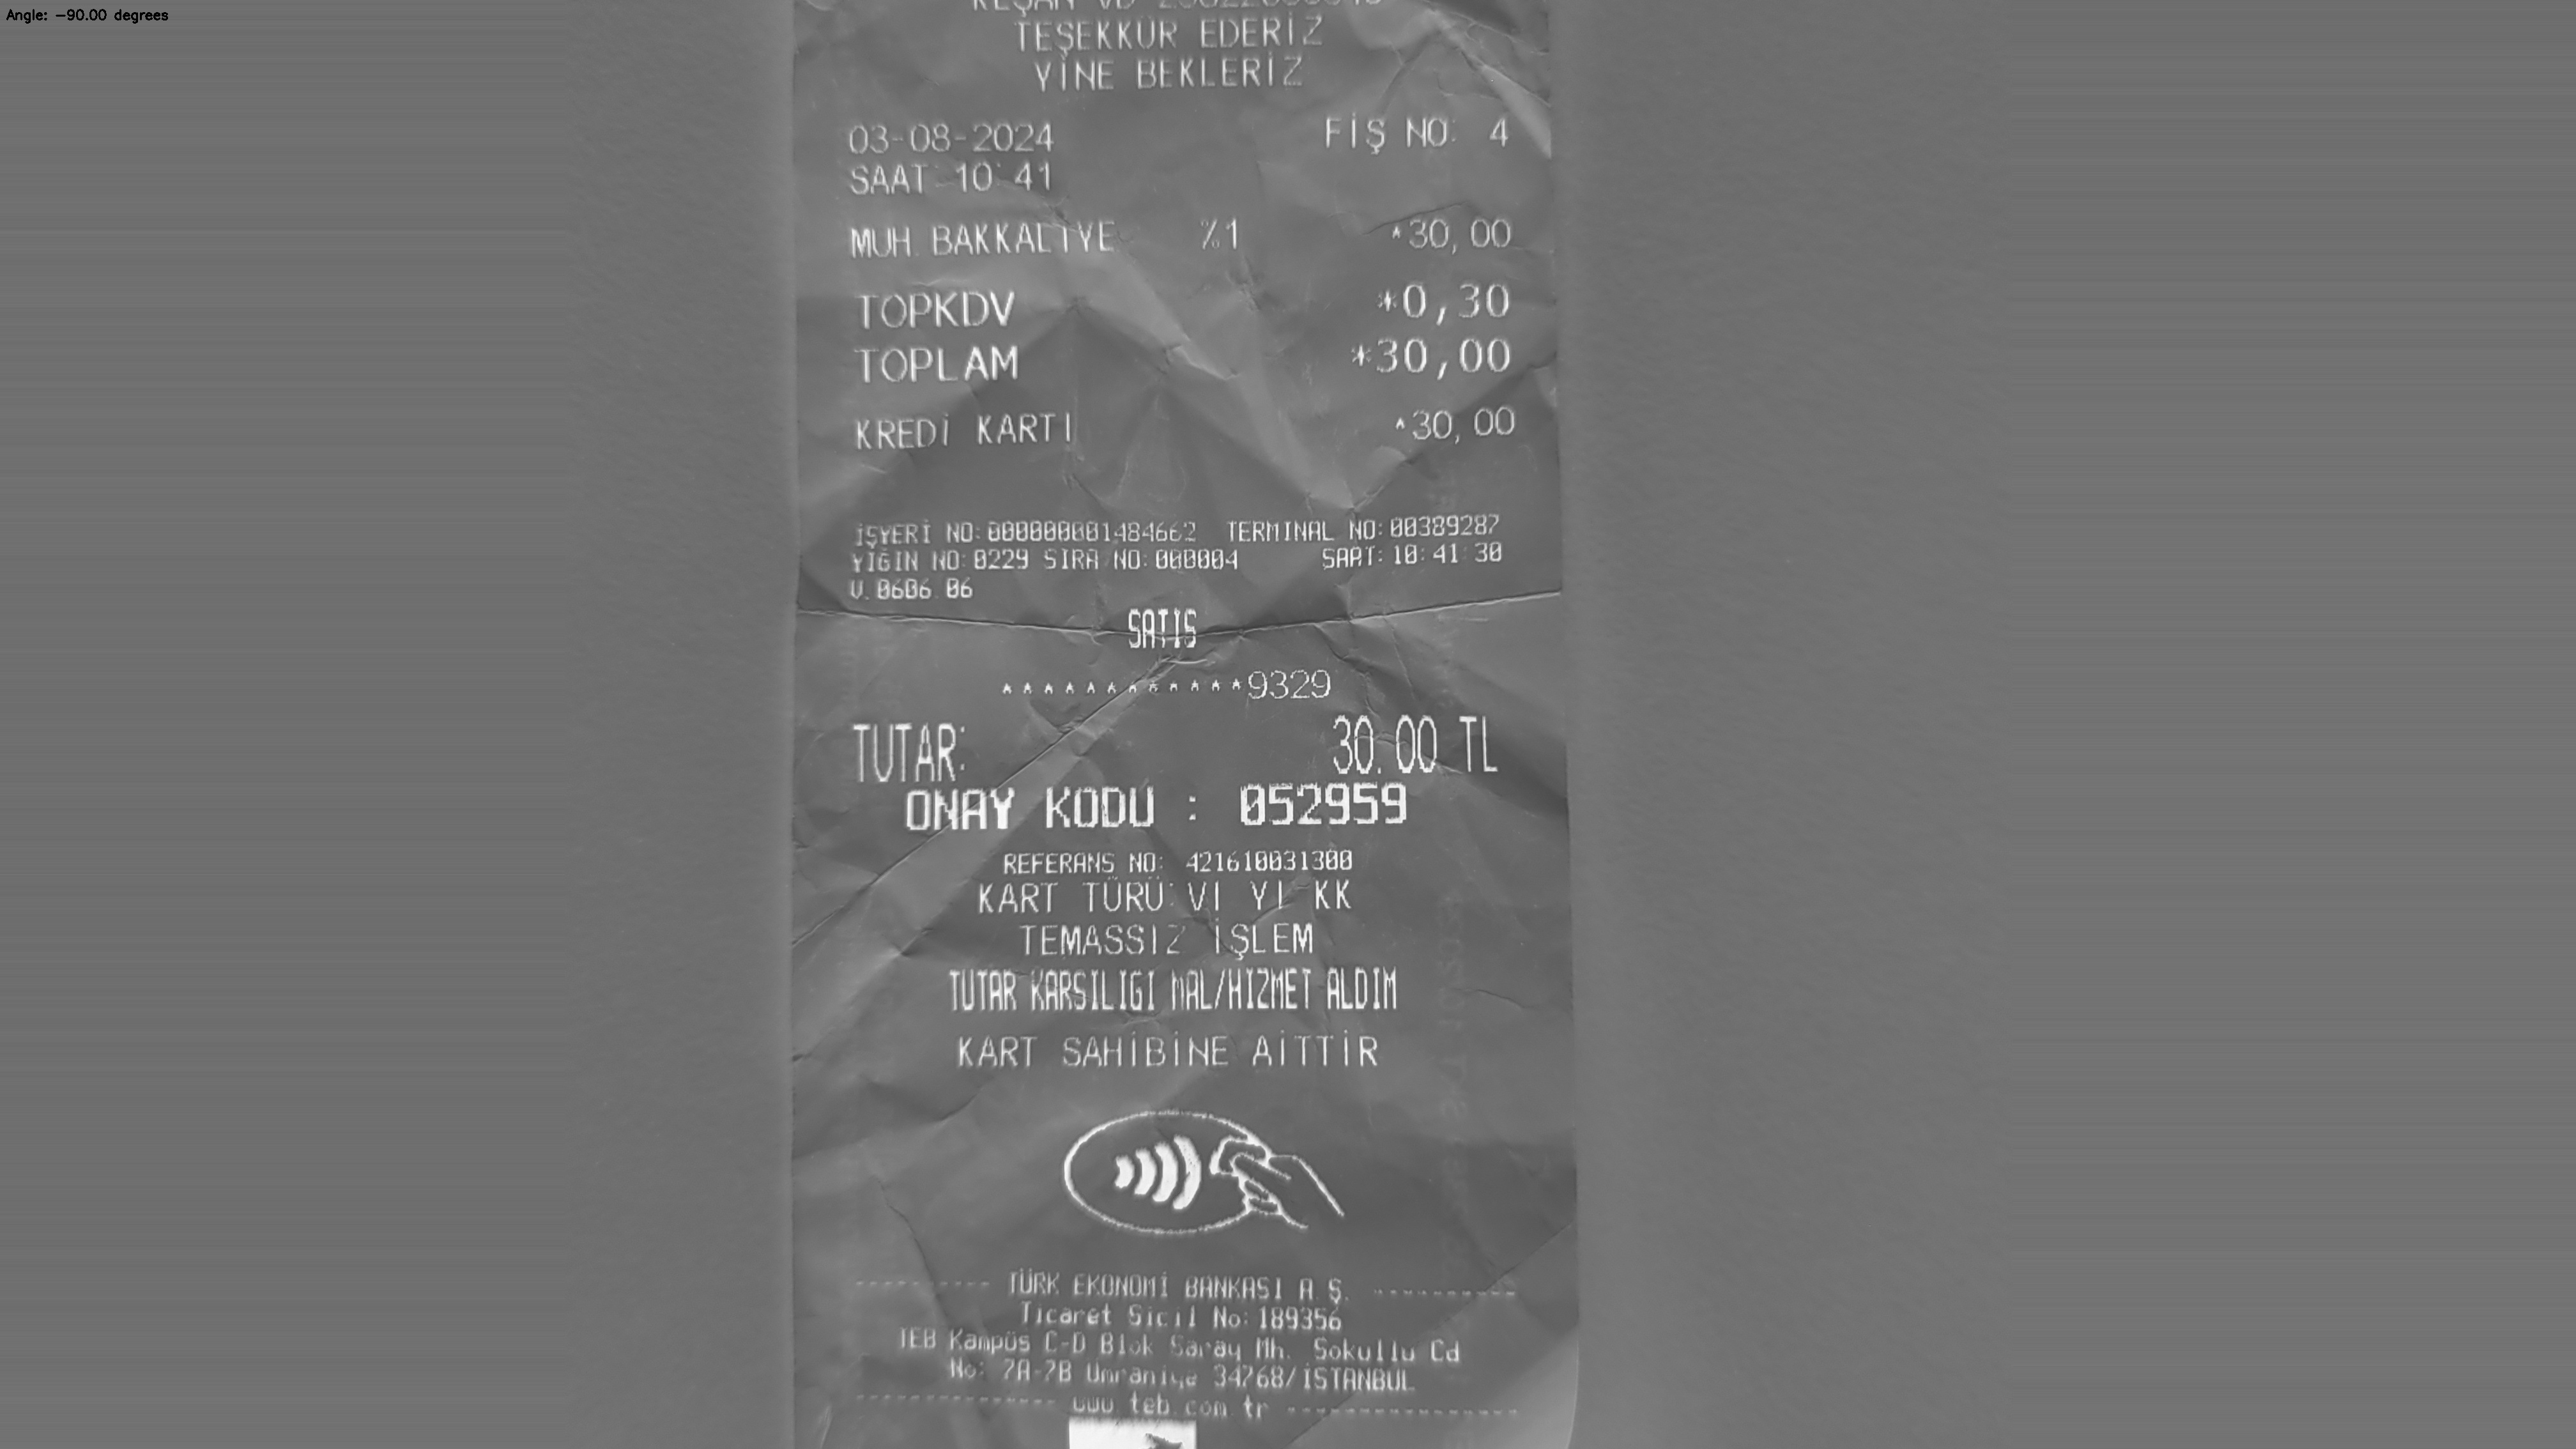 Angle: −90.00 degrees
KEŞAN VD
TEŞEKKÜR EDERİZ
YİNE BEKLERİZ
03-08-2024 FİŞ NO: 4
SAAT:10:41
MUH.BAKKALİYE %1 *30,00
TOPKDV *0,30
TOPLAM *30,00
KREDİ KARTI *30,00
İŞYERİ NO:000000001484662 TERMINAL NO:00389287
YIĞIN NO:0229 SIRA NO:000004 SAAT:10:41:30
V.0606.06
SATIS
************9329
TUTAR: 30.00 TL
ONAY KODU : 052959
REFERANS NO: 421610031300
KART TÜRÜ:VI YI KK
TEMASSIZ İŞLEM
TUTAR KARSILIGI MAL/HIZMET ALDIM
KART SAHİBİNE AİTTİR
---------- TÜRK EKONOMİ BANKASI A.Ş. -----------
Ticaret Sicil No:189356
TEB Kampüs C-D Blok Saray Mh. Sokullu Cd
No: 7A-7B Umraniye 34768/İSTANBUL
--------------- www.teb.com.tr -----------------